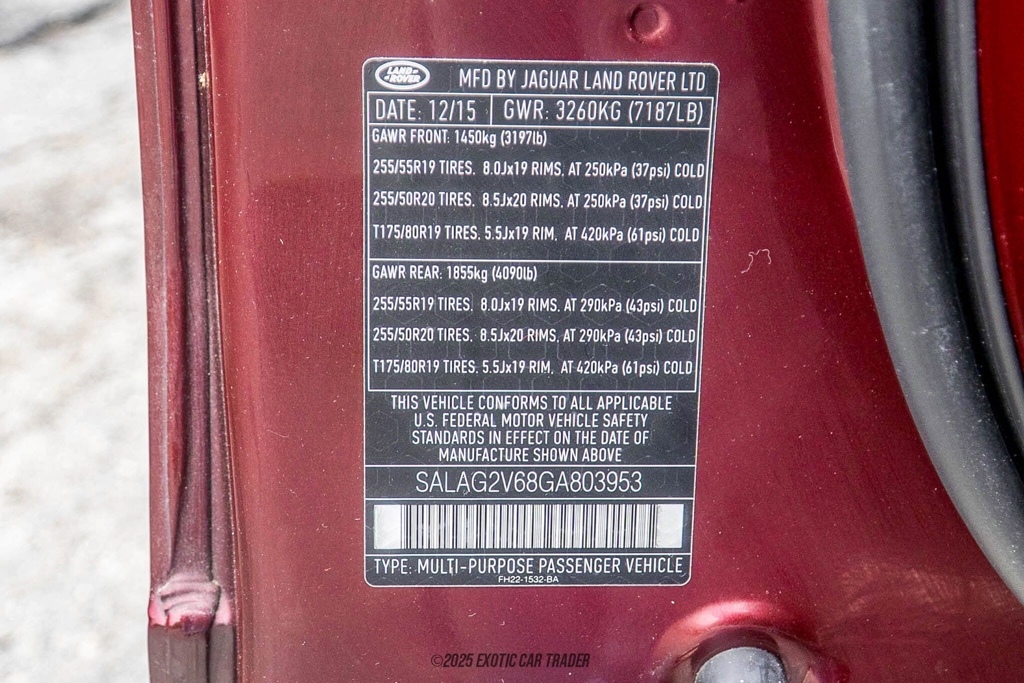 LAND-
-ROVER
MFD BY JAGUAR LAND ROVER LTD
DATE: 12/15 GWR: 3260KG (7187LB)
GAWR FRONT: 1450kg (3197lb)
255/55R19 TIRES, 8.0Jx19 RIMS, AT 250kPa (37psi) COLD
255/50R20 TIRES, 8.5Jx20 RIMS, AT 250kPa (37psi) COLD
T175/80R19 TIRES, 5.5Jx19 RIM, AT 420kPa (61psi) COLD
GAWR REAR: 1855kg (4090lb)
255/55R19 TIRES, 8.0Jx19 RIMS, AT 290kPa (43psi) COLD
255/50R20 TIRES, 8.5Jx20 RIMS, AT 290kPa (43psi) COLD
T175/80R19 TIRES, 5.5Jx19 RIM, AT 420kPa (61psi) COLD
THIS VEHICLE CONFORMS TO ALL APPLICABLE
U.S. FEDERAL MOTOR VEHICLE SAFETY
STANDARDS IN EFFECT ON THE DATE OF
MANUFACTURE SHOWN ABOVE
SALAG2V68GA803953
TYPE: MULTI-PURPOSE PASSENGER VEHICLE
FH22-1532-BA
©2025 EXOTIC CAR TRADER